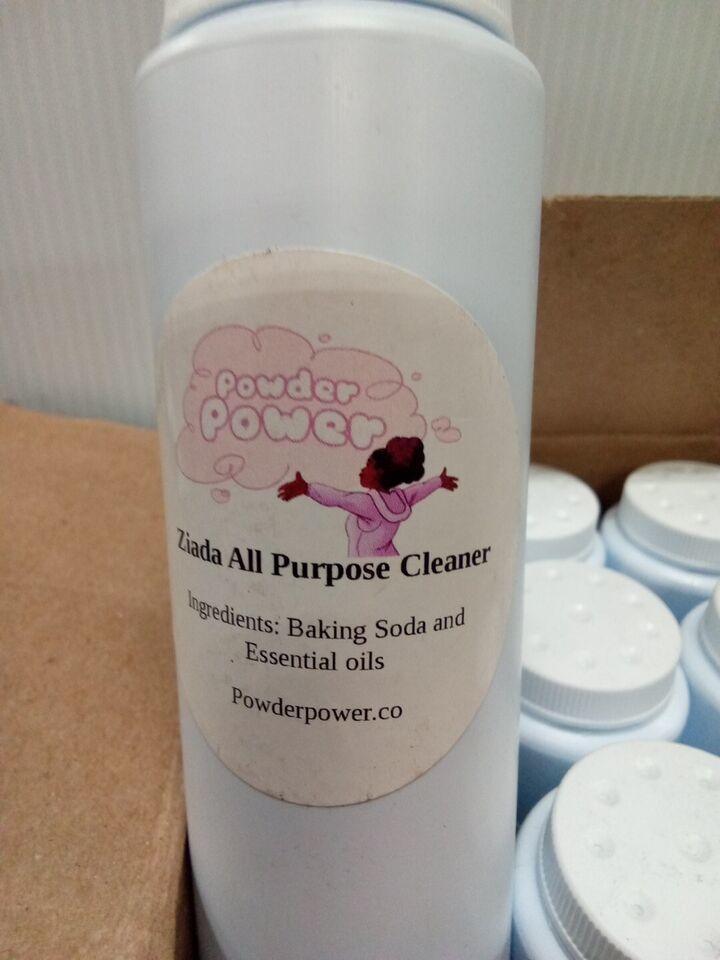 Powder
Power
Ziada All Purpose Cleaner
Ingredients: Baking Soda and
Essential oils
Powderpower.co